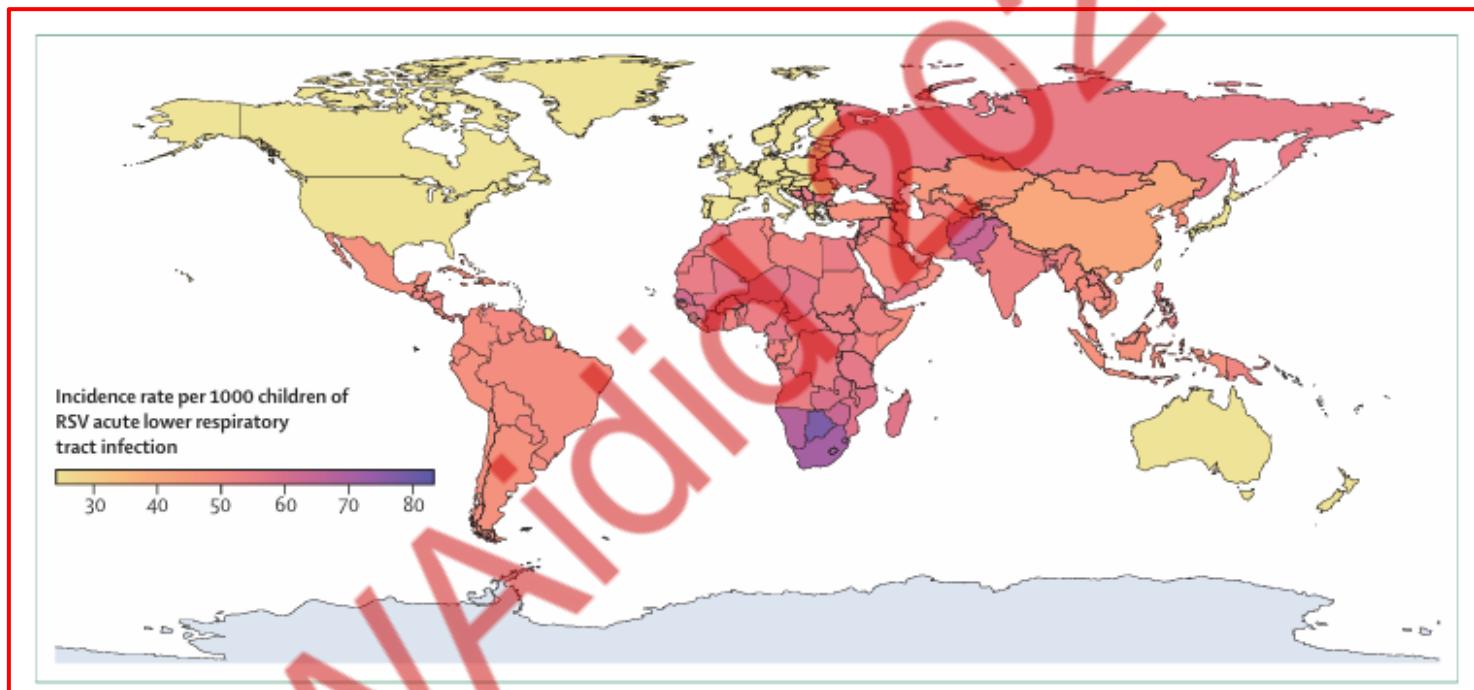 Incidence rate per 1000 children of
RSV acute lower respiratory
tract infection
30 40 50 60 70 80